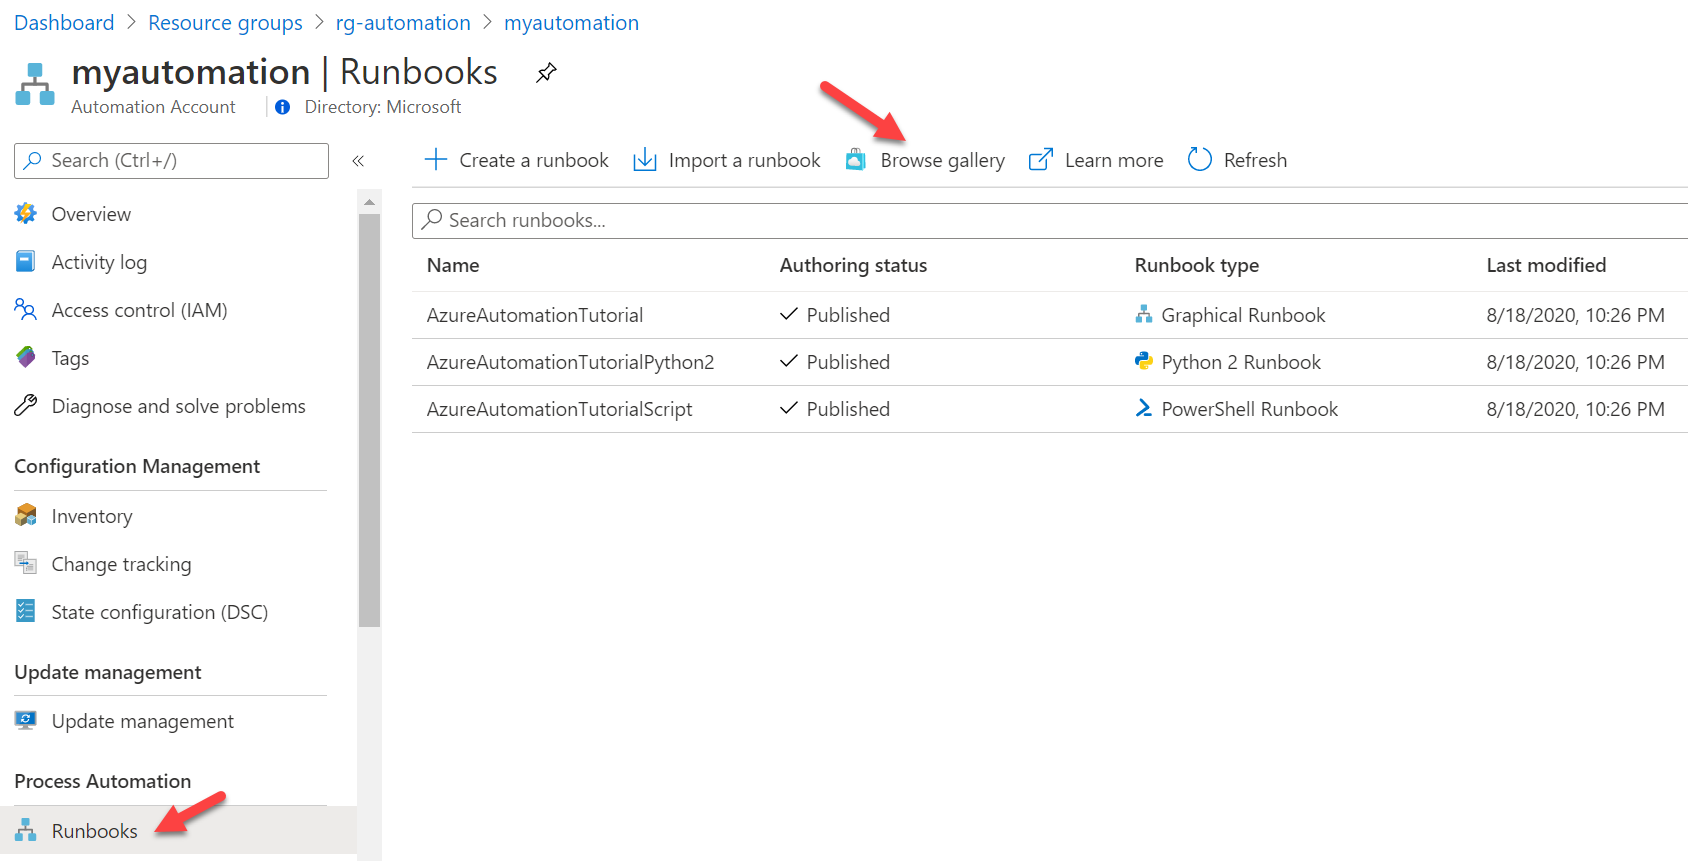 Dashboard > Resource groups > rg-automation > myautomation
myautomation | Runbooks
Automation Account
Directory: Microsoft
Search (Ctrl+/)
«
Overview
Activity log
Access control (IAM)
Tags
Diagnose and solve problems
Configuration Management
Inventory
Change tracking
State configuration (DSC)
Update management
Update management
Process Automation
Runbooks
Create a runbook Import a runbook Browse gallery Learn more Refresh
Search runbooks...
Name Authoring status Runbook type Last modified
AzureAutomationTutorial Published Graphical Runbook 8/18/2020, 10:26 PM
AzureAutomationTutorialPython2 Published Python 2 Runbook 8/18/2020, 10:26 PM
AzureAutomationTutorialScript Published PowerShell Runbook 8/18/2020, 10:26 PM